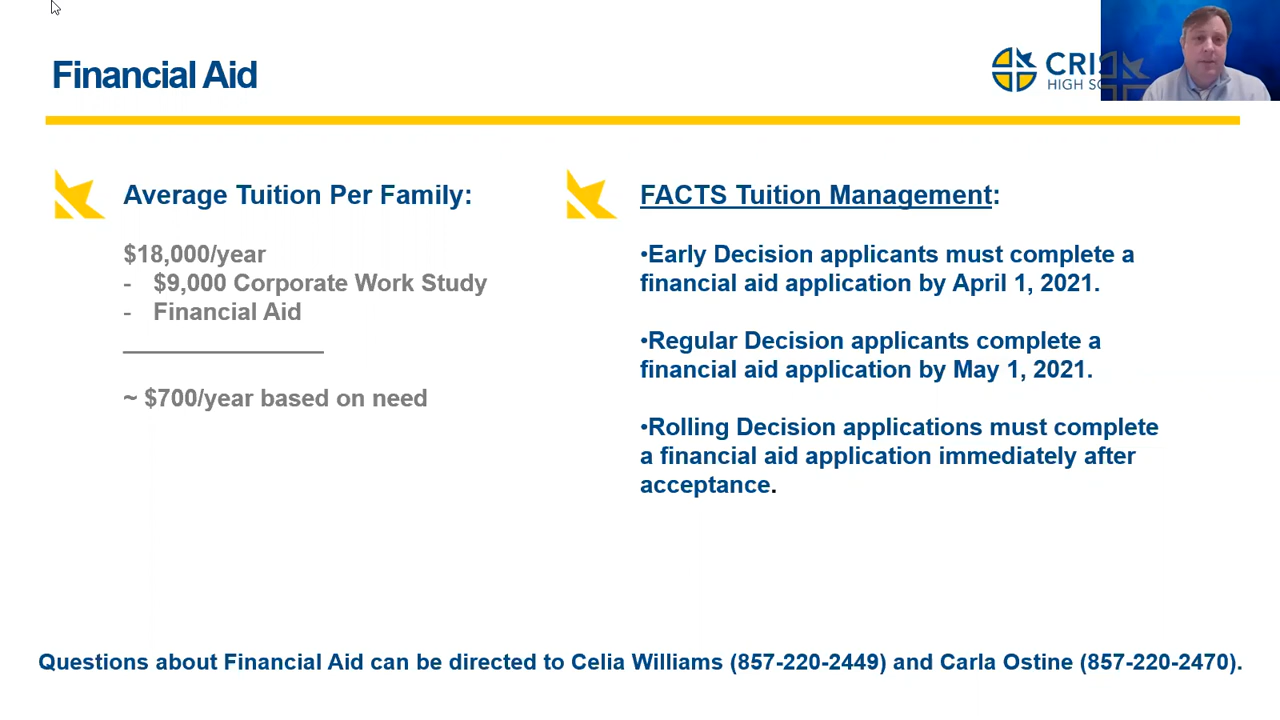 Financial Aid
CRI
HIGH
Average Tuition Per Family:
$18,000/year
- $9,000 Corporate Work Study
- Financial Aid
~ $700/year based on need
FACTS Tuition Management:
•Early Decision applicants must complete a
financial aid application by April 1, 2021.
•Regular Decision applicants complete a
financial aid application by May 1, 2021.
•Rolling Decision applications must complete
a financial aid application immediately after
acceptance.
Questions about Financial Aid can be directed to Celia Williams (857-220-2449) and Carla Ostine (857-220-2470).